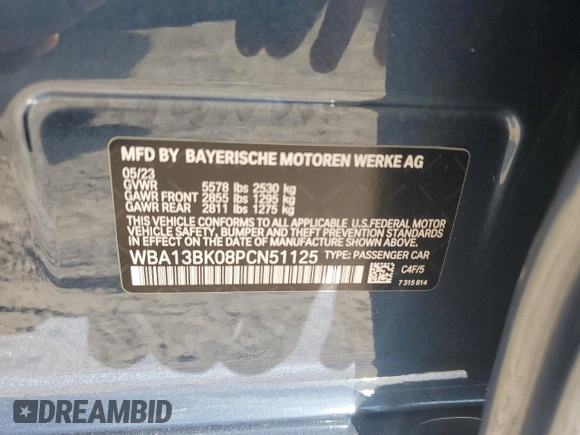 MFD BY BAYERISCHE MOTOREN WERKE AG
05/23
GVWR 5578 lbs 2530 kg
GAWR FRONT 2855 lbs 1295 kg
GAWR REAR 2811 lbs 1275 kg
THIS VEHICLE CONFORMS TO ALL APPLICABLE U.S.FEDERAL MOTOR
VEHICLE SAFETY, BUMPER AND THEFT PREVENTION STANDARDS
IN EFFECT ON THE DATE OF MANUFACTURE SHOWN ABOVE.
WBA13BK08PCN51125 TYPE: PASSENGER CAR
C4F/5
7 315 814
DREAMBID